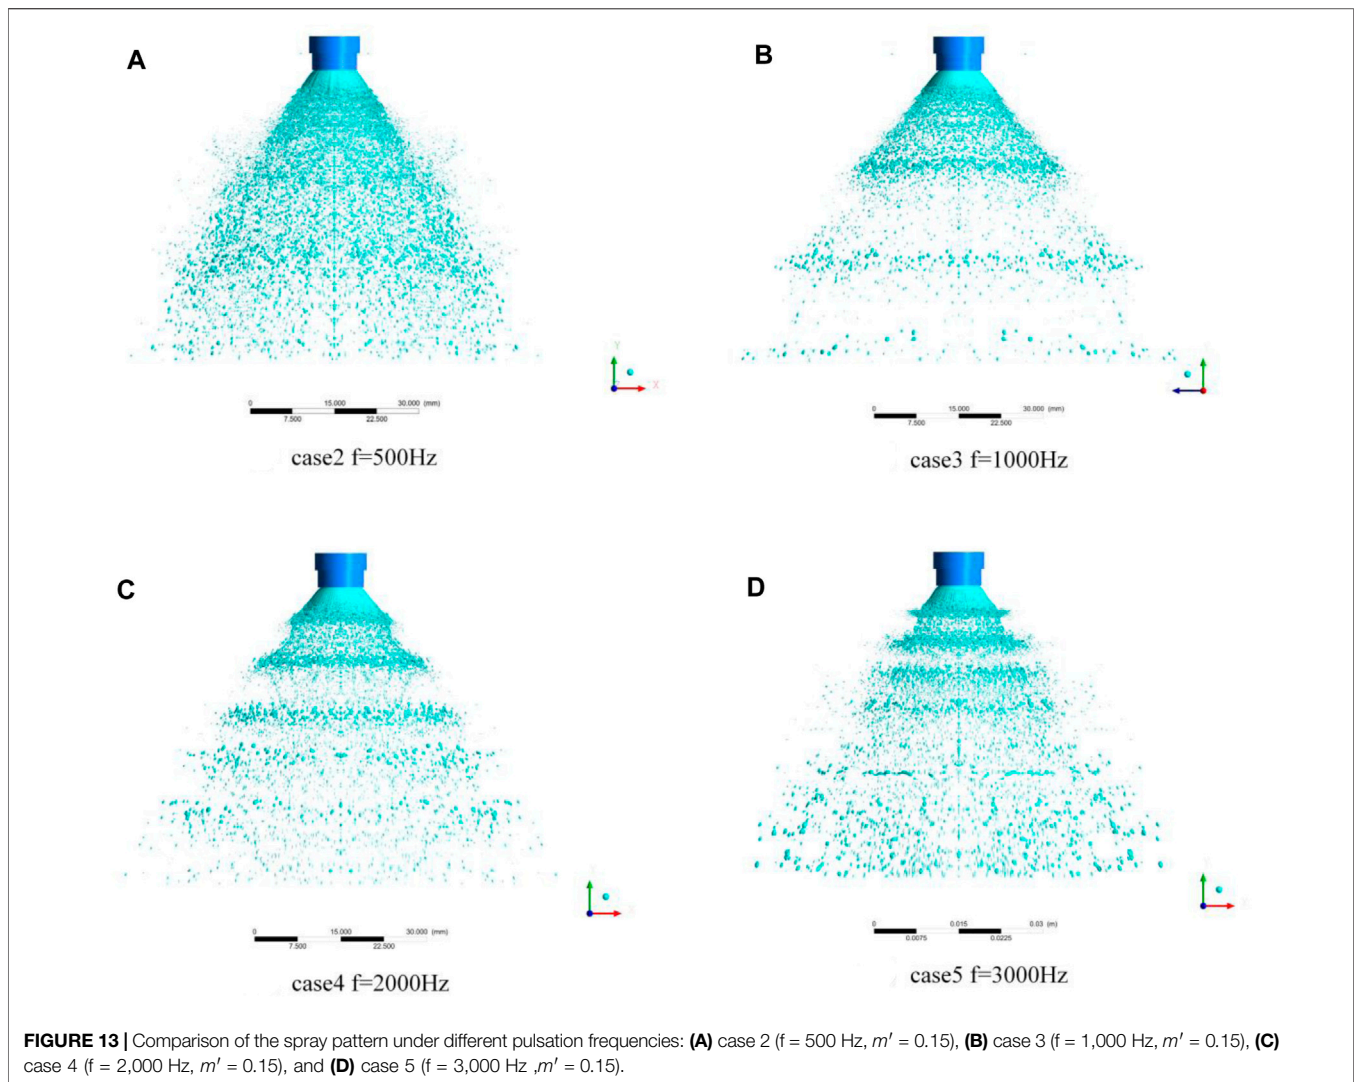 A
B
0 15.000 30.000 (mm)
7.500 22.500
case2 f=500Hz
Y
X
0 15.000 30.000 (mm)
7.500 22.500
case3 f=1000Hz
C
D
0 15.000 30.000 (mm)
7.500 22.500
case4 f=2000Hz
0 0.015 0.03 (m)
0.0075 0.0225
case5 f=3000Hz
FIGURE 13 | Comparison of the spray pattern under different pulsation frequencies: (A) case 2 (f = 500 Hz, m′ = 0.15), (B) case 3 (f = 1,000 Hz, m′ = 0.15), (C)
case 4 (f = 2,000 Hz, m′ = 0.15), and (D) case 5 (f = 3,000 Hz ,m′ = 0.15).